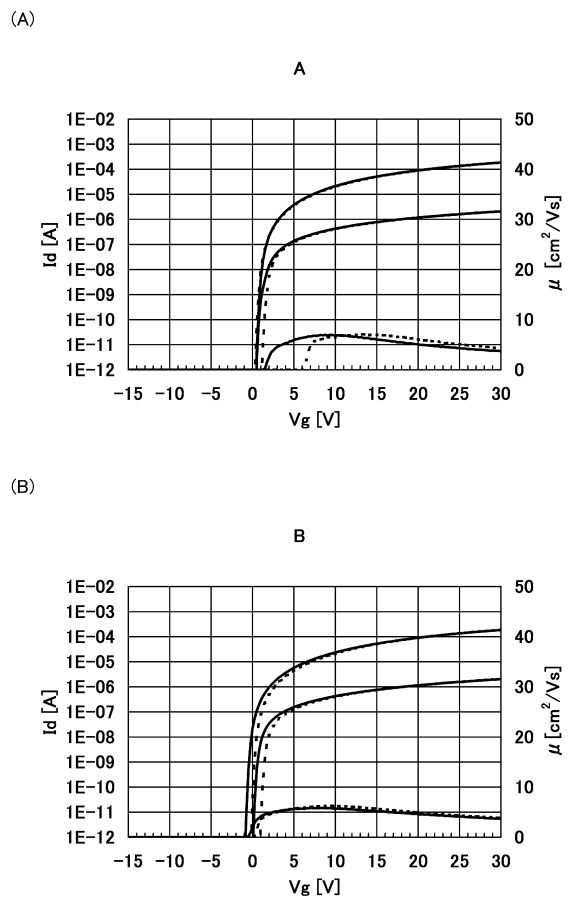 (A)
A
1E-02
1E-03
1E-04
1E-05
1E-06
1E-07
1E-08
1E-09
1E-10
1E-11
1E-12
Id [A]
50
40
30
20
10
0
μ [cm²/Vs]
-15 -10 -5 0 5 10 15 20 25 30
Vg [V]
(B)
B
1E-02
1E-03
1E-04
1E-05
1E-06
1E-07
1E-08
1E-09
1E-10
1E-11
1E-12
Id [A]
50
40
30
20
10
0
μ [cm²/Vs]
-15 -10 -5 0 5 10 15 20 25 30
Vg [V]